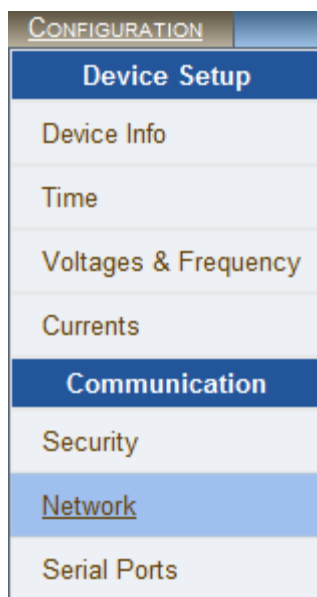 CONFIGURATION
Device Setup
Device Info
Time
Voltages & Frequency
Currents
Communication
Security
Network
Serial Ports